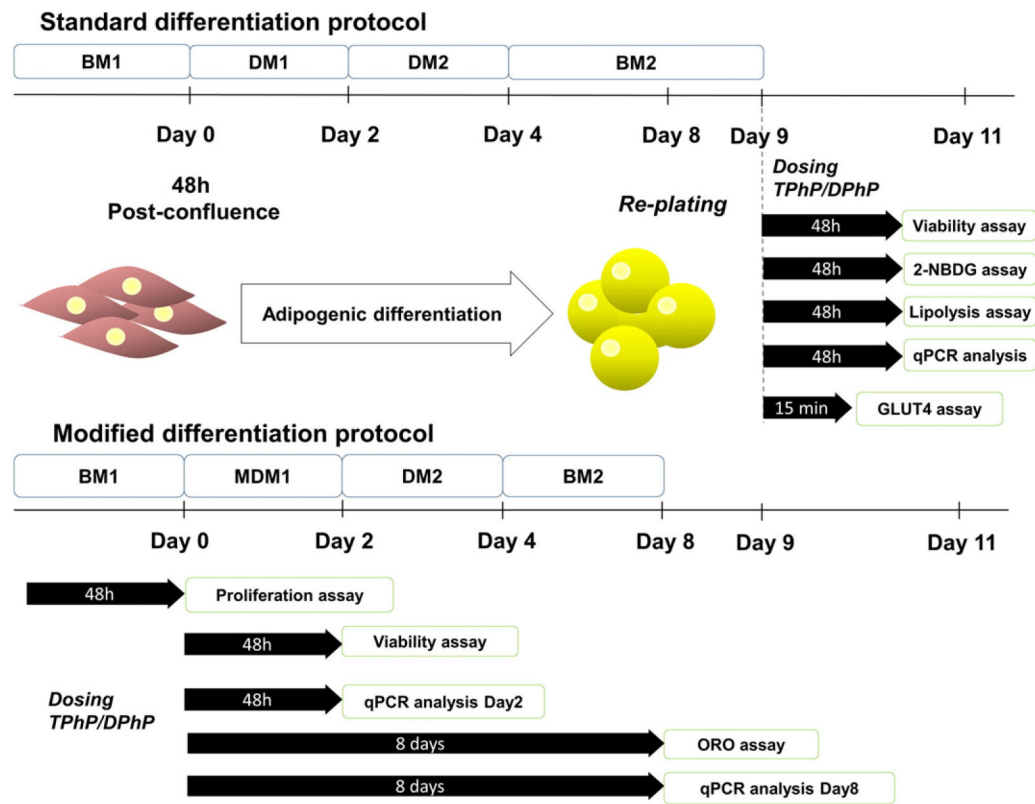 Standard differentiation protocol
BM1 DM1 DM2 BM2
Day 0 Day 2 Day 4 Day 8 Day 9 Day 11
48h
Post-confluence
Re-plating
Dosing
TPhP/DPhP
48h Viability assay
48h 2-NBDG assay
Adipogenic differentiation
48h Lipolysis assay
48h qPCR analysis
15 min GLUT4 assay
Modified differentiation protocol
BM1 MDM1 DM2 BM2
Day 0 Day 2 Day 4 Day 8 Day 9 Day 11
48h Proliferation assay
48h Viability assay
Dosing
TPhP/DPhP
48h qPCR analysis Day2
8 days ORO assay
8 days qPCR analysis Day8